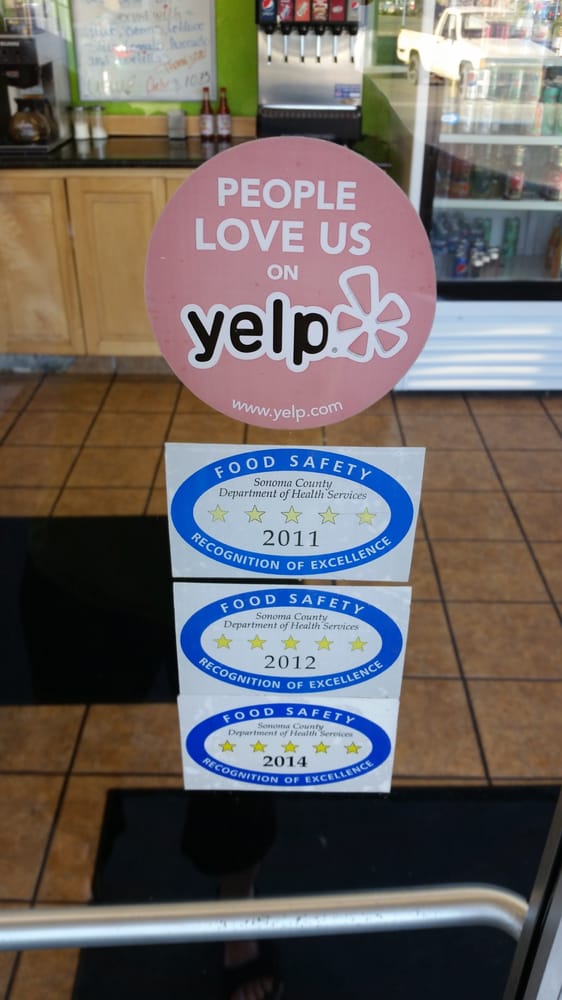 PEOPLE
LOVE US
ON
yelp
www.yelp.com
FOOD SAFETY
Sonoma County
Department of Health Services
2011
RECOGNITION OF EXCELLENCE
FOOD SAFETY
Sonoma County
Department of Health Services
2012
RECOGNITION OF EXCELLENCE
FOOD SAFETY
Sonoma County
Department of Health Services
2014
RECOGNITION OF EXCELLENCE